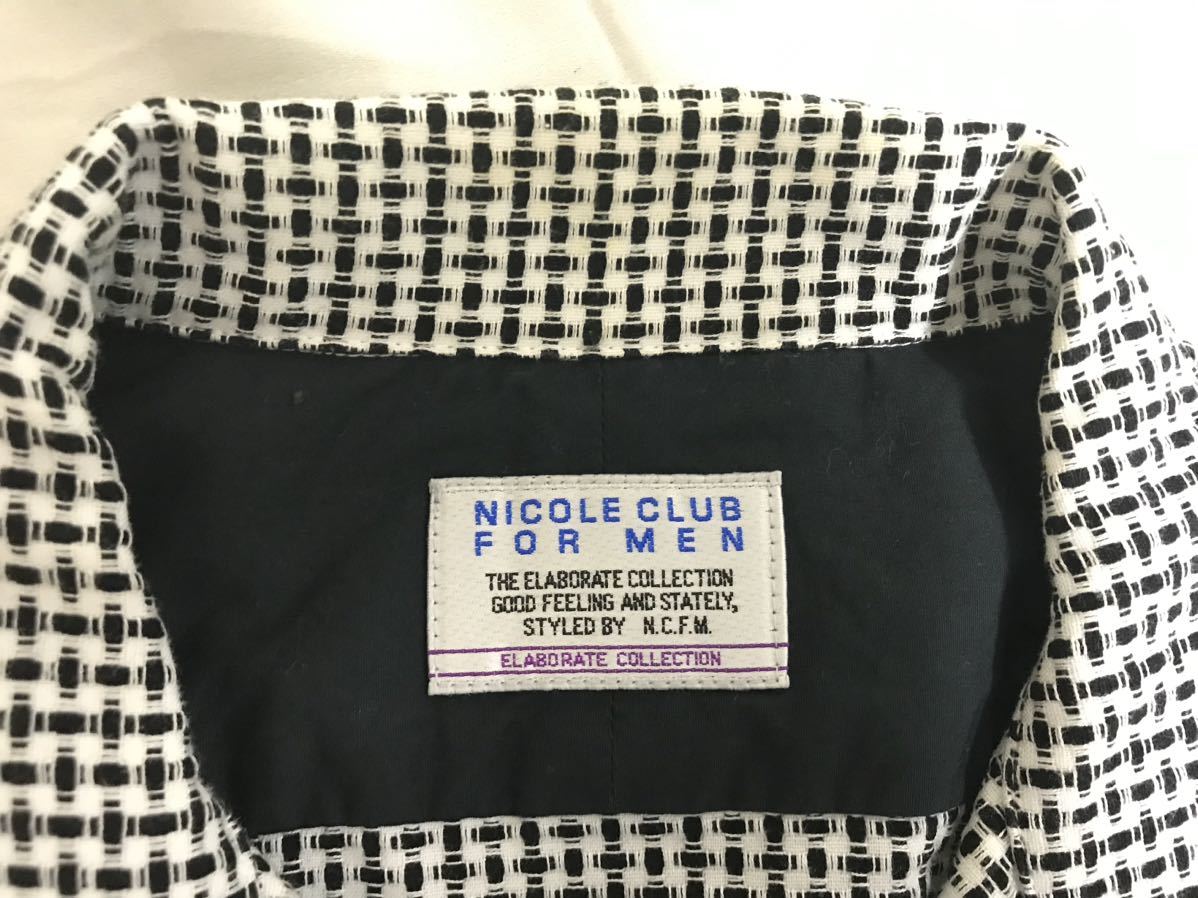 NICOLE CLUB
FOR MEN
THE ELABORATE COLLECTION
GOOD FEELING AND STATELY,
STYLED BY N.C.F.M.
ELABORATE COLLECTION